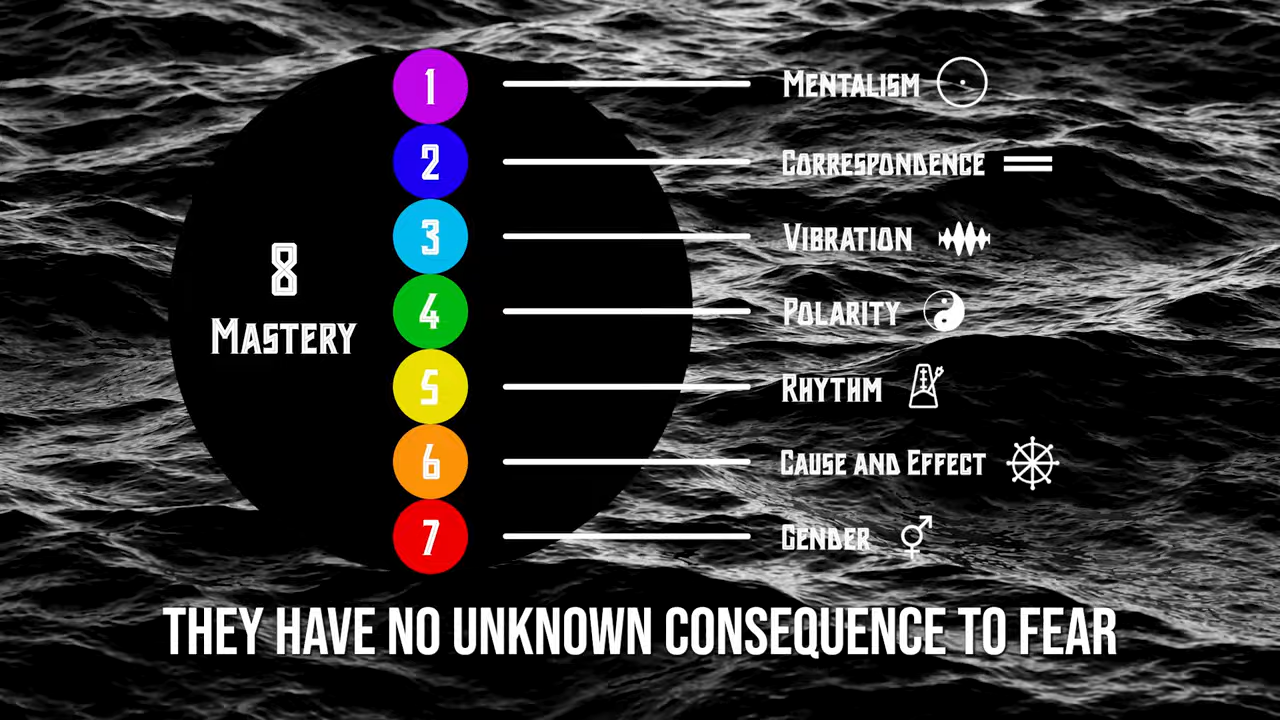 1 Mentalism
2 Correspondence
3 Vibration
8
Mastery
4 Polarity
5 Rhythm
6 Cause and Effect
7 Gender
THEY HAVE NO UNKNOWN CONSEQUENCE TO FEAR